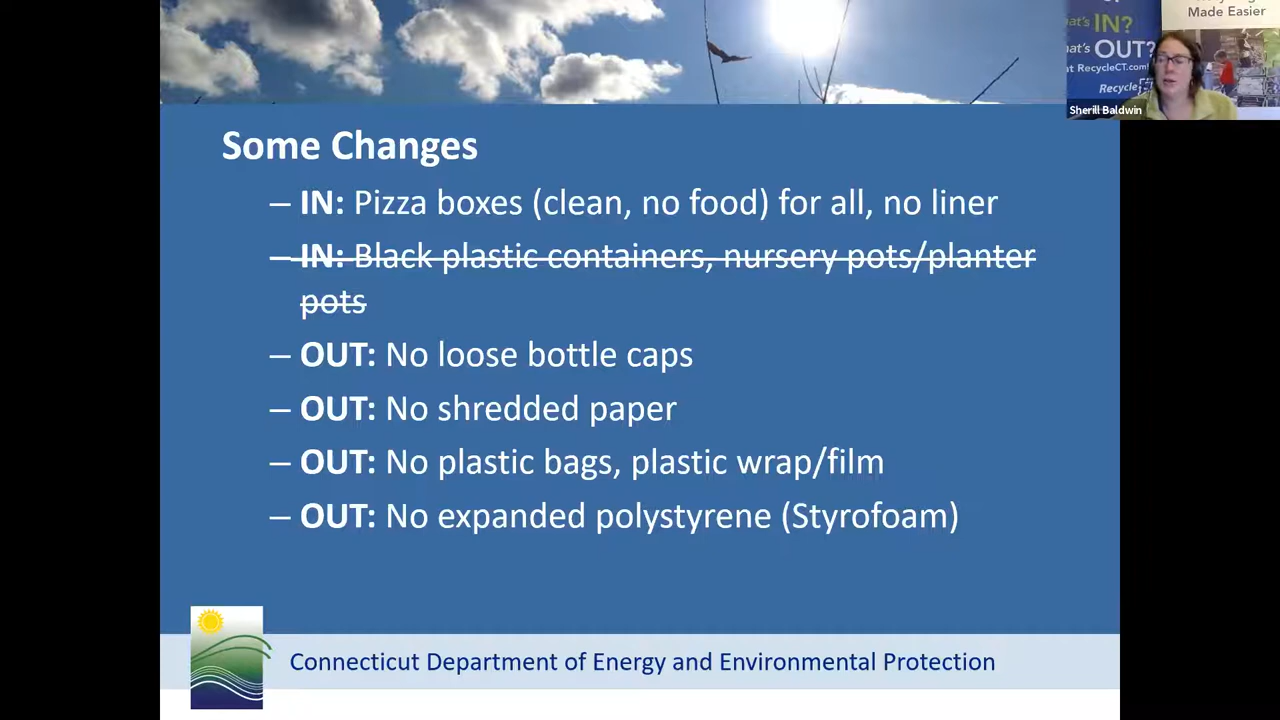 Some Changes
– IN: Pizza boxes (clean, no food) for all, no liner
– IN: Black plastic containers, nursery pots/planter
pots
– OUT: No loose bottle caps
– OUT: No shredded paper
– OUT: No plastic bags, plastic wrap/film
– OUT: No expanded polystyrene (Styrofoam)
Connecticut Department of Energy and Environmental Protection
IN?
OUT?
at RecycleCT.com
Recycle
Made Easier
Sherill Baldwin